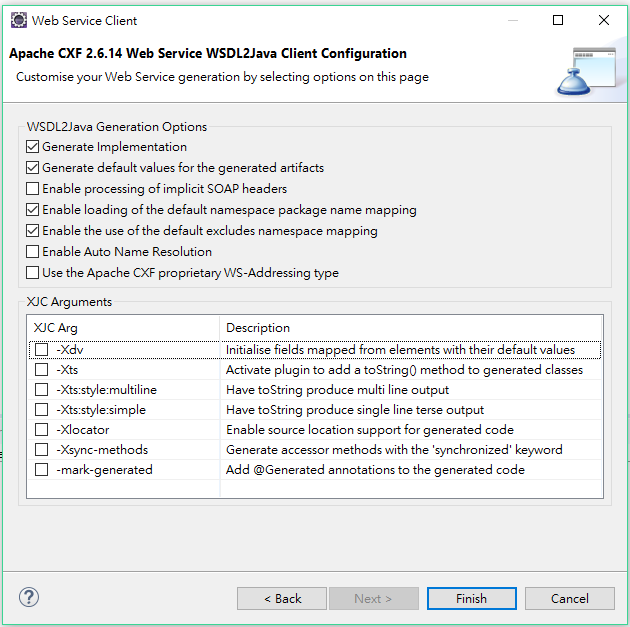 Web Service Client
Apache CXF 2.6.14 Web Service WSDL2Java Client Configuration
Customise your Web Service generation by selecting options on this page
WSDL2Java Generation Options
Generate Implementation
Generate default values for the generated artifacts
Enable processing of implicit SOAP headers
Enable loading of the default namespace package name mapping
Enable the use of the default excludes namespace mapping
Enable Auto Name Resolution
Use the Apache CXF proprietary WS-Addressing type
XJC Arguments
XJC Arg Description
-Xdv Initialise fields mapped from elements with their default values
-Xts Activate plugin to add a toString() method to generated classes
-Xts:style:multiline Have toString produce multi line output
-Xts:style:simple Have toString produce single line terse output
-Xlocator Enable source location support for generated code
-Xsync-methods Generate accessor methods with the 'synchronized' keyword
-mark-generated Add @Generated annotations to the generated code
? < Back Next > Finish Cancel